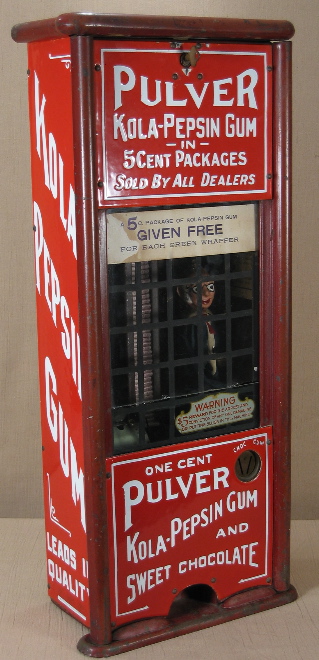 PULVER
KOLA-PEPSIN GUM
- IN -
5 CENT PACKAGES
SOLD BY ALL DEALERS
A 5¢ PACKAGE OF KOLA-PEPSIN GUM
GIVEN FREE
FOR EACH GREEN WRAPPER
WARNING
CHOC GUM
ONE CENT
PULVER
KOLA-PEPSIN GUM
AND
SWEET CHOCOLATE
KOLA
PEPSIN
GUM
LEADS IN
QUALITY